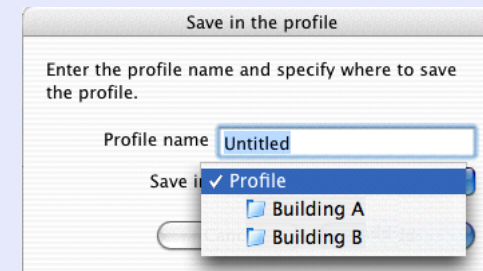 Save in the profile
Enter the profile name and specify where to save
the profile.
Profile name Untitled
Save i
✓ Profile
Building A
Building B